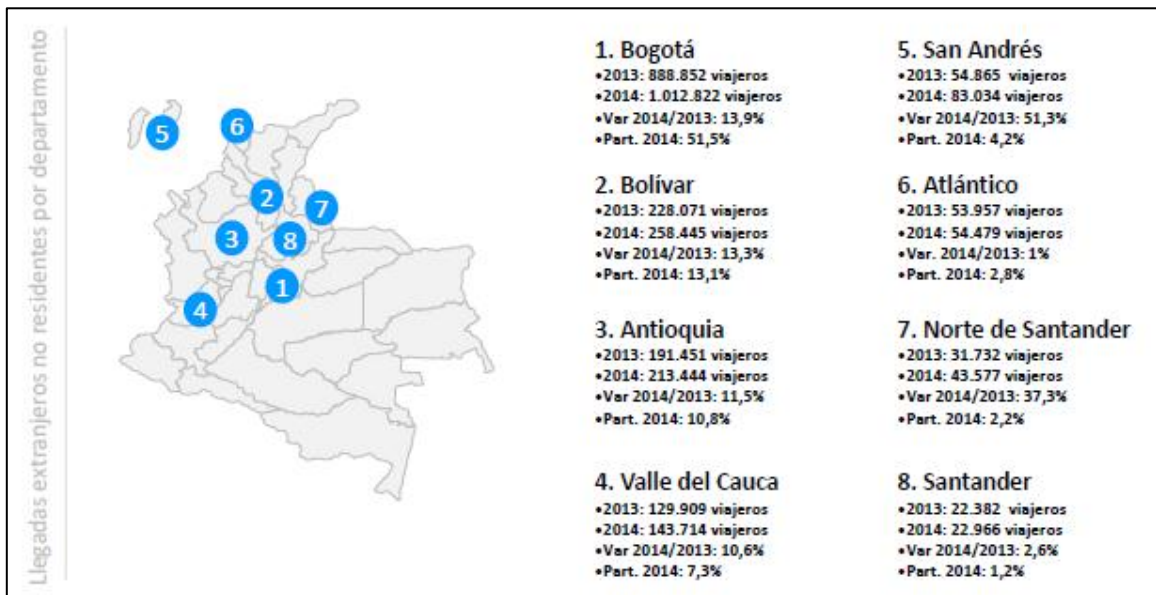 Llegadas extranjeros no residentes por departamento
5
6
2
7
3
8
1
4
1. Bogotá
•2013: 888.852 viajeros
•2014: 1.012.822 viajeros
•Var 2014/2013: 13,9%
•Part. 2014: 51,5%
2. Bolívar
•2013: 228.071 viajeros
•2014: 258.445 viajeros
•Var 2014/2013: 13,3%
•Part. 2014: 13,1%
3. Antioquia
•2013: 191.451 viajeros
•2014: 213.444 viajeros
•Var 2014/2013: 11,5%
•Part. 2014: 10,8%
4. Valle del Cauca
•2013: 129.909 viajeros
•2014: 143.714 viajeros
•Var 2014/2013: 10,6%
•Part. 2014: 7,3%
5. San Andrés
•2013: 54.865 viajeros
•2014: 83.034 viajeros
•Var 2014/2013: 51,3%
•Part. 2014: 4,2%
6. Atlántico
•2013: 53.957 viajeros
•2014: 54.479 viajeros
•Var. 2014/2013: 1%
•Part. 2014: 2,8%
7. Norte de Santander
•2013: 31.732 viajeros
•2014: 43.577 viajeros
•Var 2014/2013: 37,3%
•Part. 2014: 2,2%
8. Santander
•2013: 22.382 viajeros
•2014: 22.966 viajeros
•Var 2014/2013: 2,6%
•Part. 2014: 1,2%